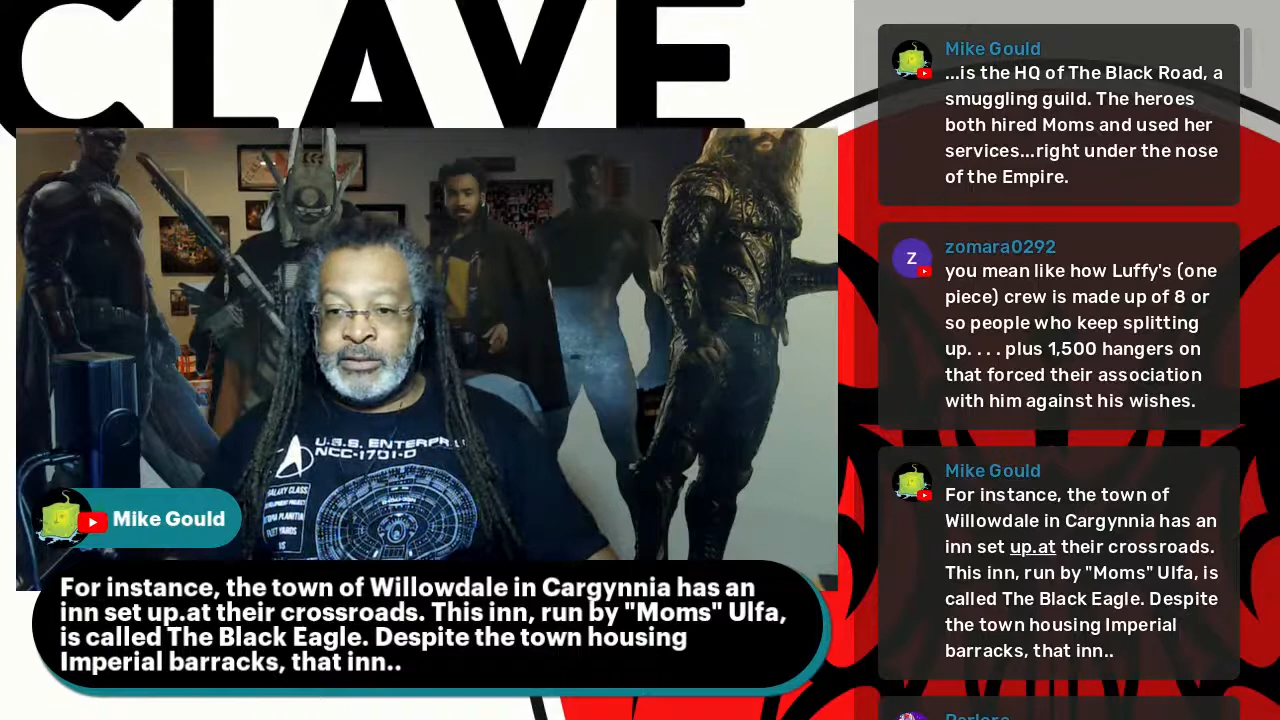 CLAVE
Mike Gould
...is the HQ of The Black Road, a
smuggling guild. The heroes
both hired Moms and used her
services...right under the nose
of the Empire.
Z
zomara0292
you mean like how Luffy's (one
piece) crew is made up of 8 or
so people who keep splitting
up. . . . plus 1,500 hangers on
that forced their association
with him against his wishes.
Mike Gould
For instance, the town of
Willowdale in Cargynnia has an
inn set up.at their crossroads.
This inn, run by "Moms" Ulfa, is
called The Black Eagle. Despite
the town housing Imperial
barracks, that inn..
U.S.S. ENTERPR
NCC-1701-D
GALAXY CLASS
Mike Gould
For instance, the town of Willowdale in Cargynnia has an
inn set up.at their crossroads. This inn, run by "Moms" Ulfa,
is called The Black Eagle. Despite the town housing
Imperial barracks, that inn..